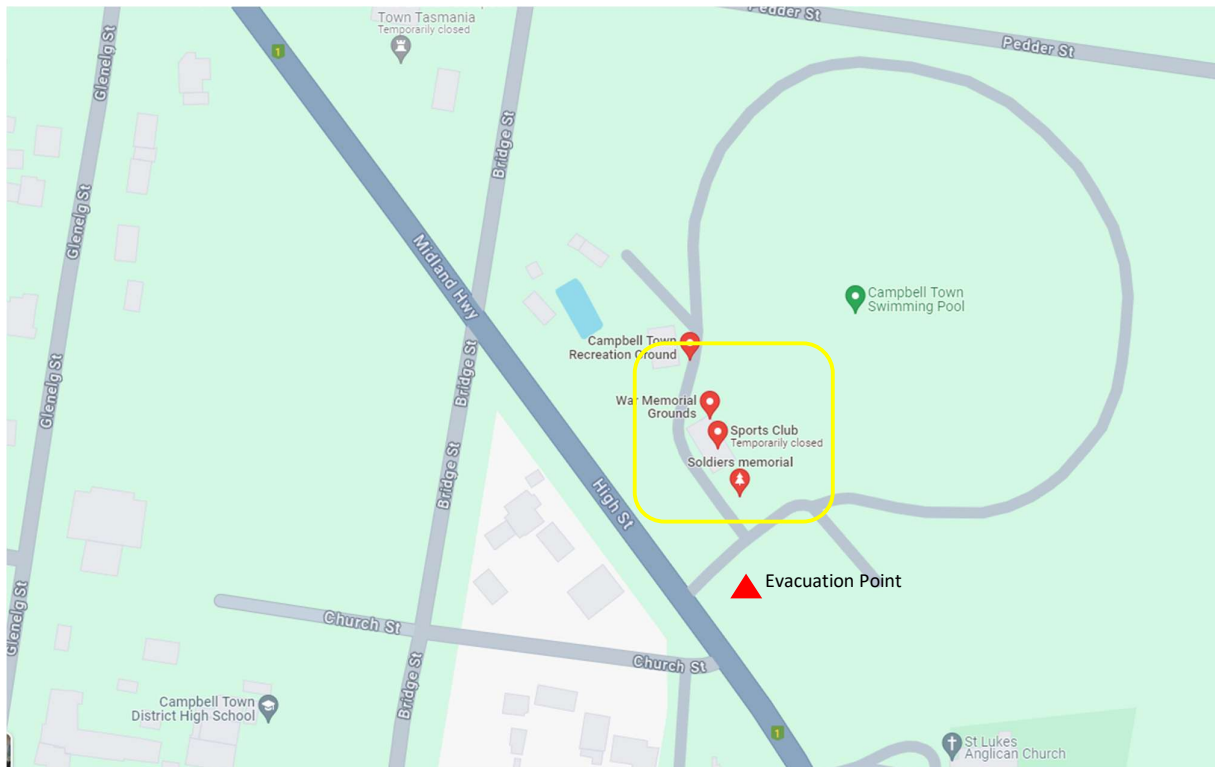 Town Tasmania
Temporarily closed
Pedder St
Pedder St
1
Glenelg St
Bridge St
Glenelg St
Midland Hwy
Campbell Town
Swimming Pool
Campbell Town
Recreation Ground
Bridge St
Glenelg St
War Memorial
Grounds
Sports Club
Temporarily closed
Soldiers memorial
Bridge St
High St
Evacuation Point
Glenelg St
Church St
Church St
Bridge St
Campbell Town
District High School
1
St Lukes
Anglican Church